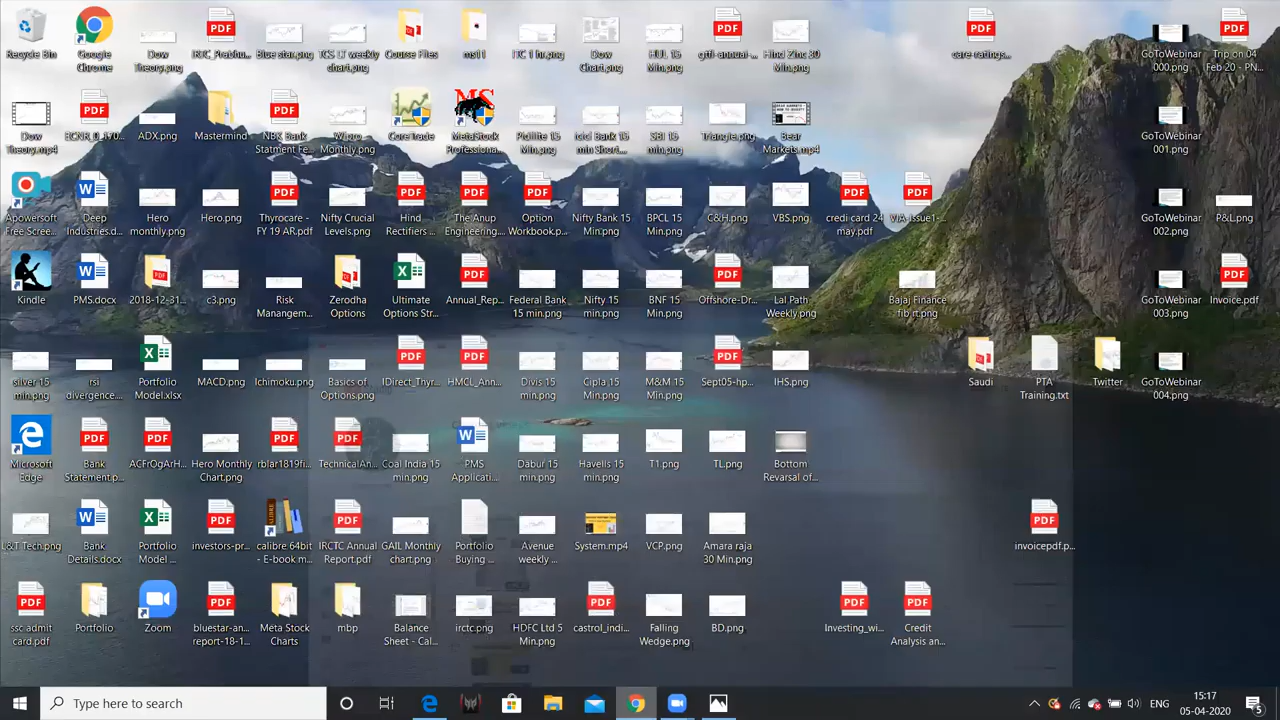 Recycle Bin
Google Chrome
Dow Theory.png
IRTC_Prabhu...
Blue star.png
ICS LT weekly chart.png
Course Files
ms11
ITC 1 hr.png
Dow Chart.png
HUL 15 Min.png
grtfl-annual-...
Hind Zinc 30 Min.png
care-ratings...
GoToWebinar 000.png
Trip on 04 Feb 20 - PN...
Dow Theory.mp4
ADX.png
Mastermind
NBK Bank Statment Fe...
Wipro Monthly.png
CoreTrade
MetaStock Professiona...
Pidilite 15 Min.png
icici Bank 15 min Short...
SBI 15 min.png
Triangle.png
Bear Markets.mp4
GoToWebinar 001.png
Apowersoft Free Scree...
Deep Industries.d...
Hero monthly.png
Hero.png
Thyrocare - FY 19 AR.pdf
Nifty Crucial Levels.png
Hind Rectifiers ...
The Anup Engineering...
Option Workbook.p...
Nifty Bank 15 Min.png
BPCL 15 Min.png
C&H.png
VBS.png
credi card 24 may.pdf
VIA-Issue1-...
GoToWebinar 002.png
P&L.png
Kindle
PMS.docx
2018-12-31...
c3.png
Risk Manangem...
Zerodha Options
Ultimate Options Str...
Annual_Rep...
Federal Bank 15 min.png
Nifty 15 min.png
BNF 15 Min.png
Offshore-Dr...
Lal Path Weekly.png
Bajaj Finance fib rt.png
GoToWebinar 003.png
Invoice.pdf
silver 15 min.png
rsi divergence...
Portfolio Model.xlsx
MACD.png
Ichimoku.png
Basics of Options.png
IDirect_Thyr...
HMCL_Ann...
Divis 15 min.png
Cipla 15 Min.png
M&M 15 Min.png
Sept05-hp...
IHS.png
Saudi
PTA Training.txt
Twitter
GoToWebinar 004.png
Microsoft Edge
Bank Statement.p...
ACFrOgArH...
Hero Monthly Chart.png
rblar1819fi...
TechnicalAn...
Coal India 15 min.png
PMS Applicati...
Dabur 15 min.png
Havells 15 min.png
T1.png
TL.png
Bottom Revarsal of...
L&T Tech.png
Bank Details.docx
Portfolio Model ...
investors-pr...
calibre 64bit - E-book m...
IRCTC Annual Report.pdf
GAIL Monthly chart.png
Portfolio Buying ...
Avenue weekly ...
System.mp4
VCP.png
Amara raja 30 Min.png
invoicepdf.p...
ssc admit card.pdf
Portfolio
Zoom
bluestar-an... report-18-1...
Meta Stock Charts
mbp
Balance Sheet - Cal...
irctc.png
HDFC Ltd 5 Min.png
castrol_indi...
Falling Wedge.png
BD.png
Investing_wi...
Credit Analysis an...
Type here to search
ENG
15:17
05-04-2020
5